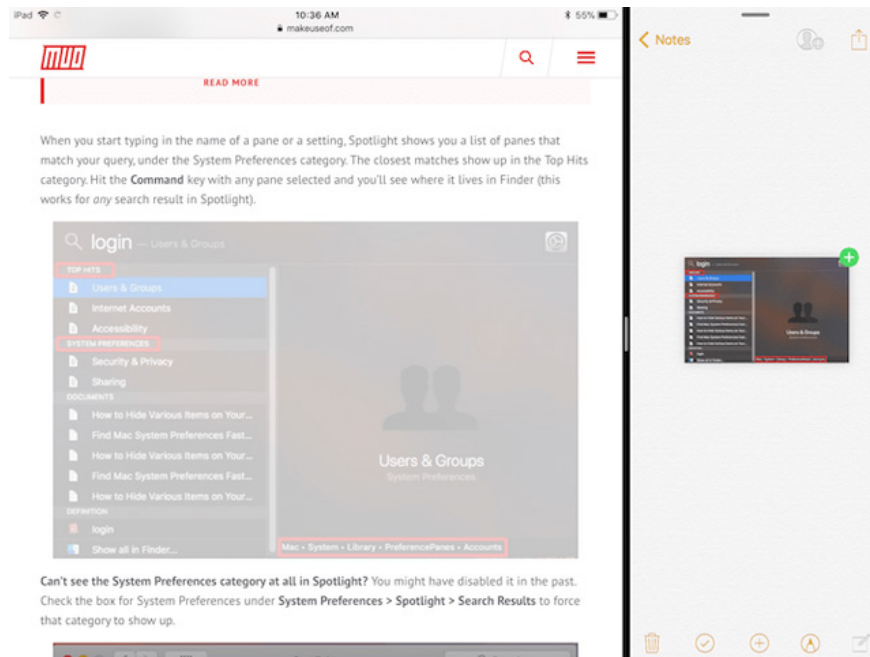 iPad
10:36 AM
55%
makeuseof.com
MUO
READ MORE
When you start typing in the name of a pane or a setting, Spotlight shows you a list of panes that
match your query, under the System Preferences category. The closest matches show up in the Top Hits
category. Hit the Command key with any pane selected and you'll see where it lives in Finder (this
works for any search result in Spotlight).
login — Users & Groups
TOP HITS
Users & Groups
Internet Accounts
Accessibility
SYSTEM PREFERENCES
Security & Privacy
Sharing
DOCUMENTS
How to Hide Various Items on Your...
Find Mac System Preferences Fast...
How to Hide Various Items on Your...
Find Mac System Preferences Fast...
How to Hide Various Items on Your...
DEFINITION
login
Show all in Finder...
Users & Groups
System Preferences
Mac • System • Library • PreferencePanes • Accounts
Can't see the System Preferences category at all in Spotlight? You might have disabled it in the past.
Check the box for System Preferences under System Preferences > Spotlight > Search Results to force
that category to show up.
Notes
login
Users & Groups